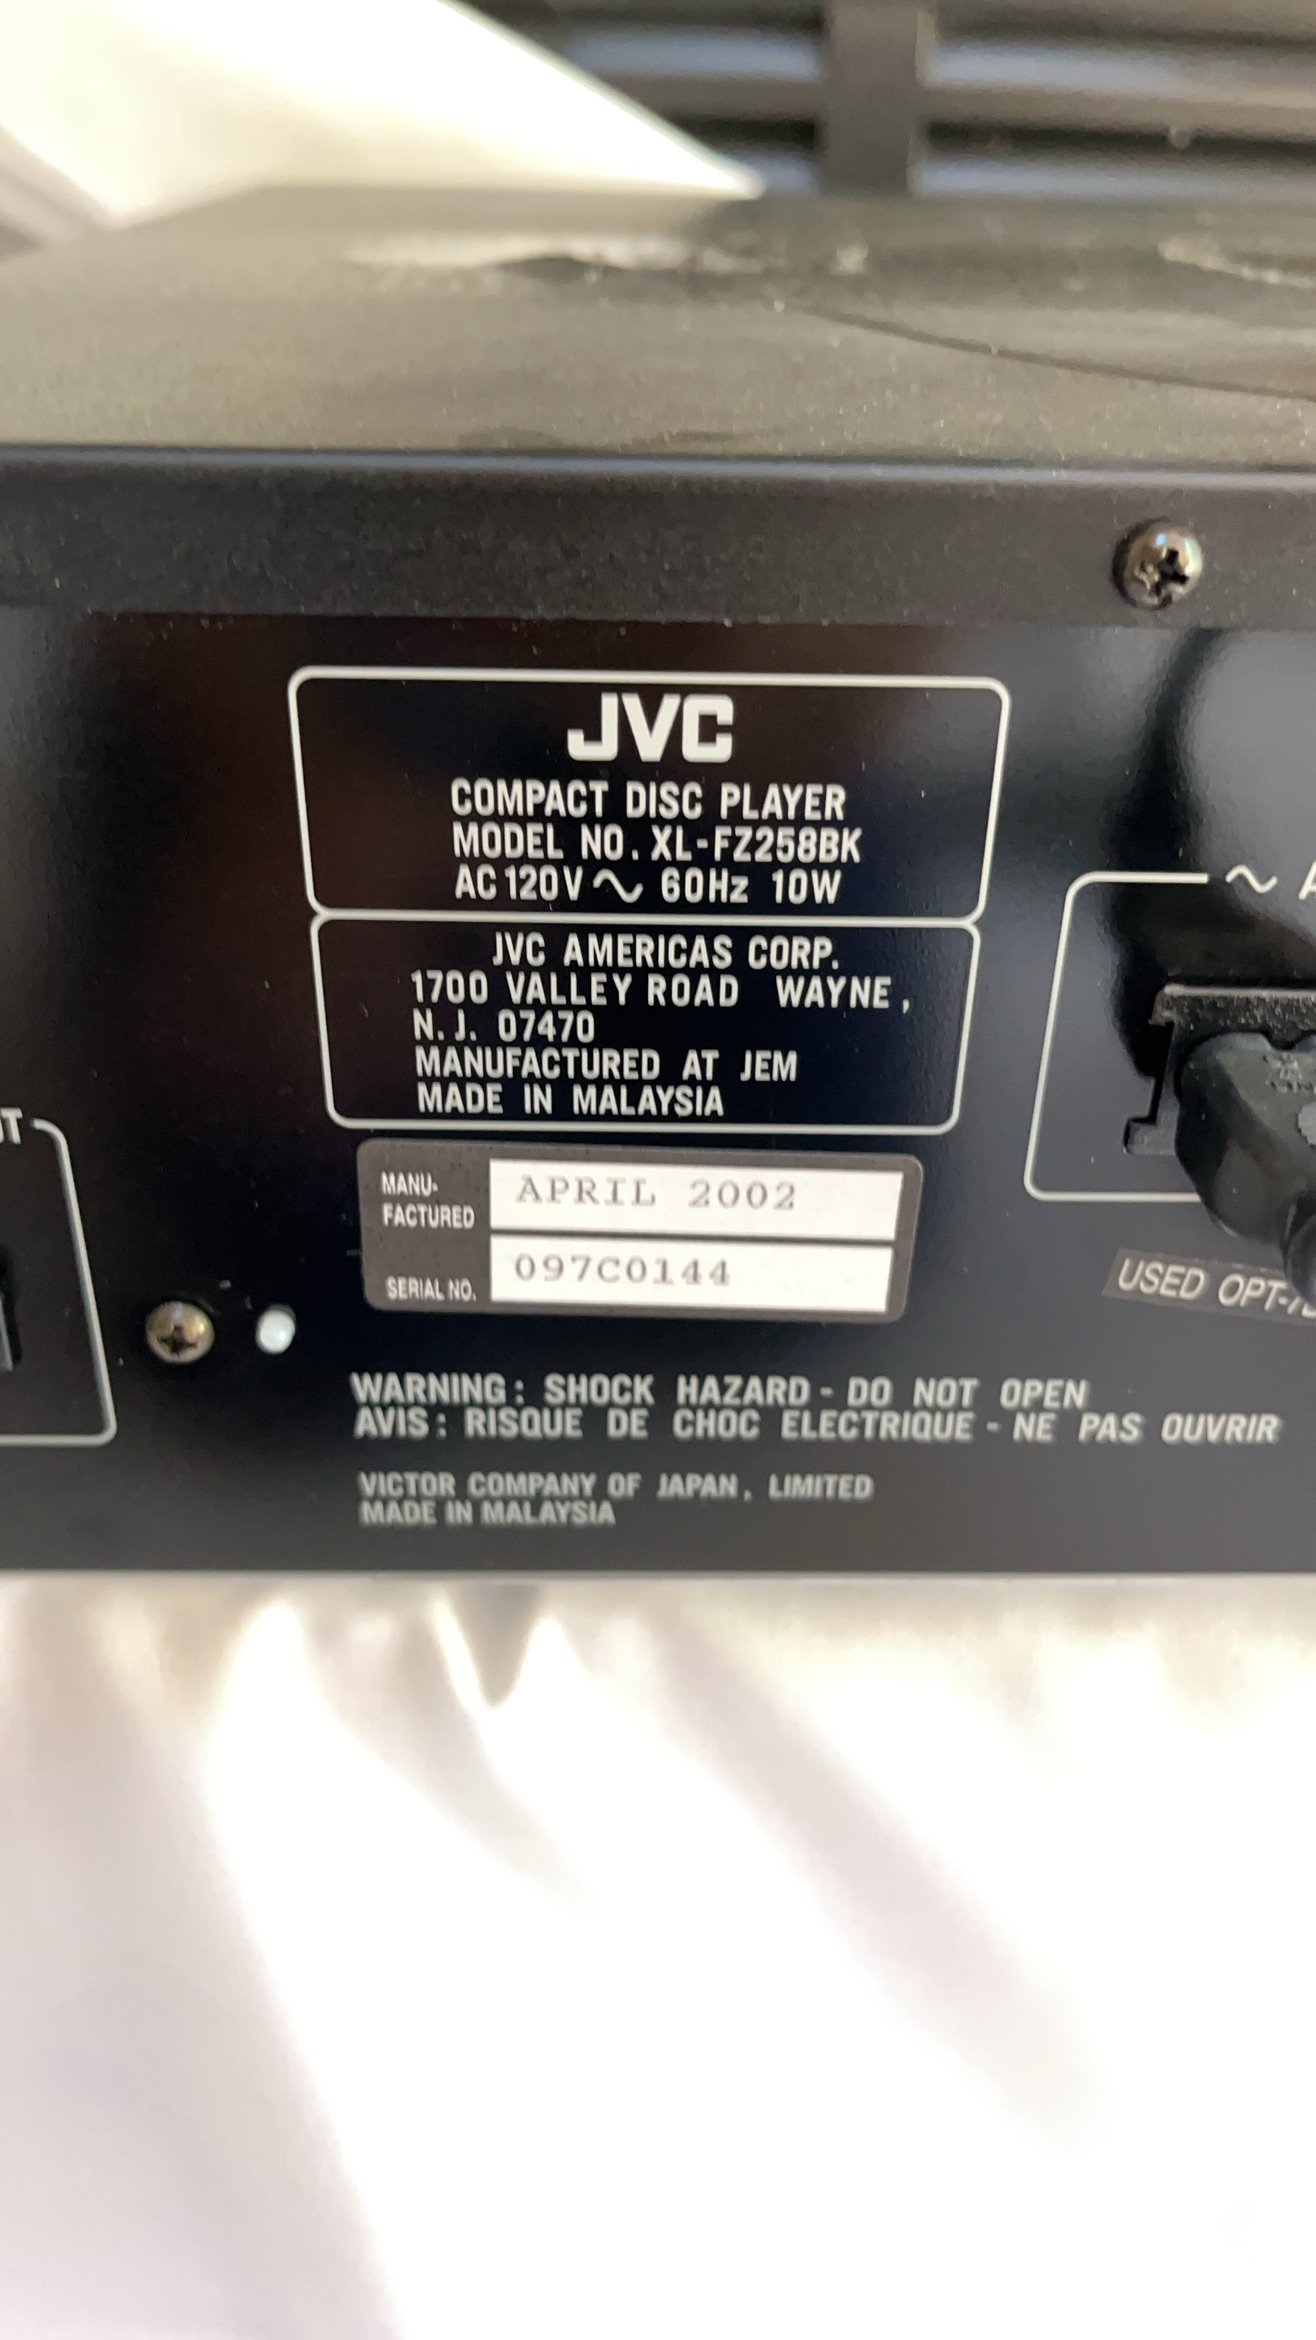 JVC
COMPACT DISC PLAYER
MODEL NO. XL-FZ258BK
AC 120V ~ 60Hz 10W
JVC AMERICAS CORP.
1700 VALLEY ROAD WAYNE,
N.J. 07470
MANUFACTURED AT JEM
MADE IN MALAYSIA
MANU-
FACTURED
APRIL 2002
SERIAL NO.
097C0144
USED
WARNING: SHOCK HAZARD - DO NOT OPEN
AVIS: RISQUE DE CHOC ELECTRIQUE - NE PAS OUVRIR
VICTOR COMPANY OF JAPAN, LIMITED
MADE IN MALAYSIA